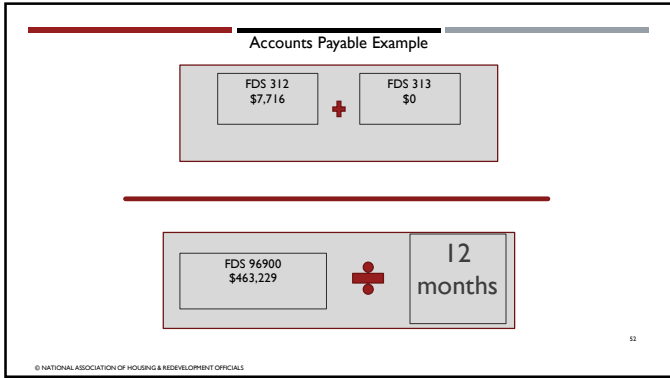 Accounts Payable Example
FDS 312
$7,716
FDS 313
$0
FDS 96900
$463,229
12
months
52
© NATIONAL ASSOCIATION OF HOUSING & REDEVELOPMENT OFFICIALS